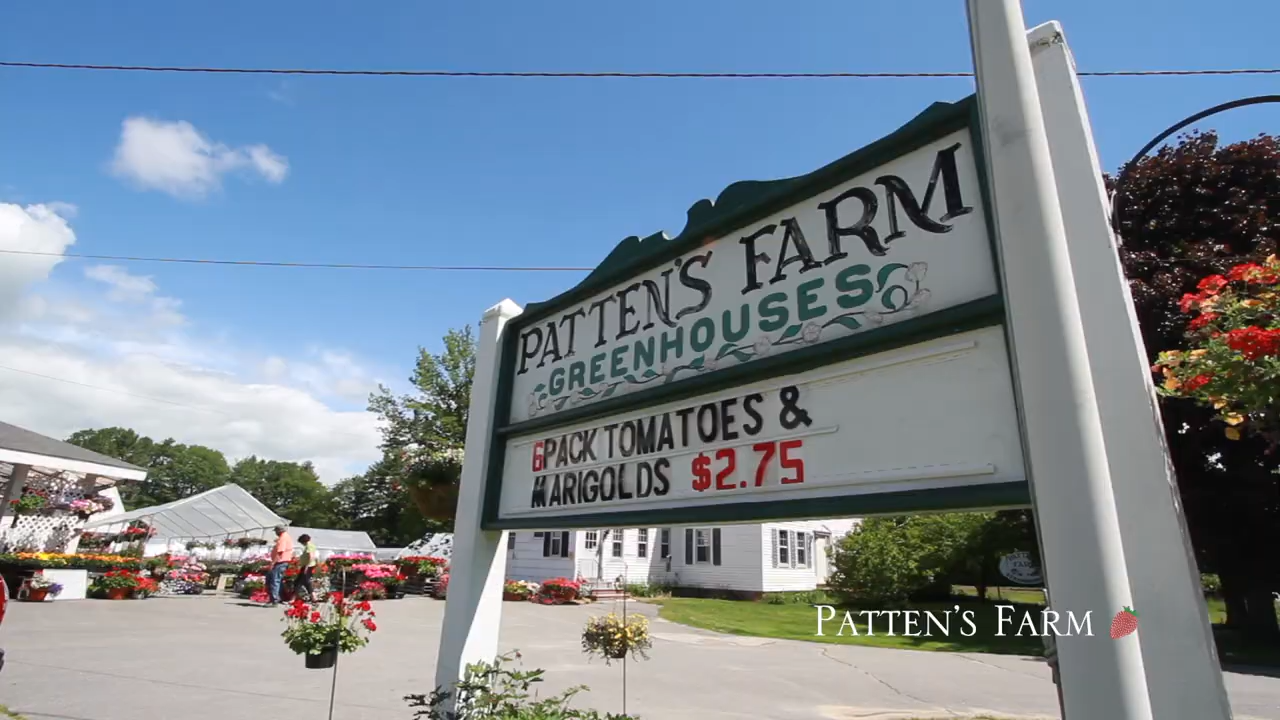 PATTEN'S FARM
GREENHOUSES
6PACK TOMATOES &
MARIGOLDS $2.75
PATTEN'S FARM